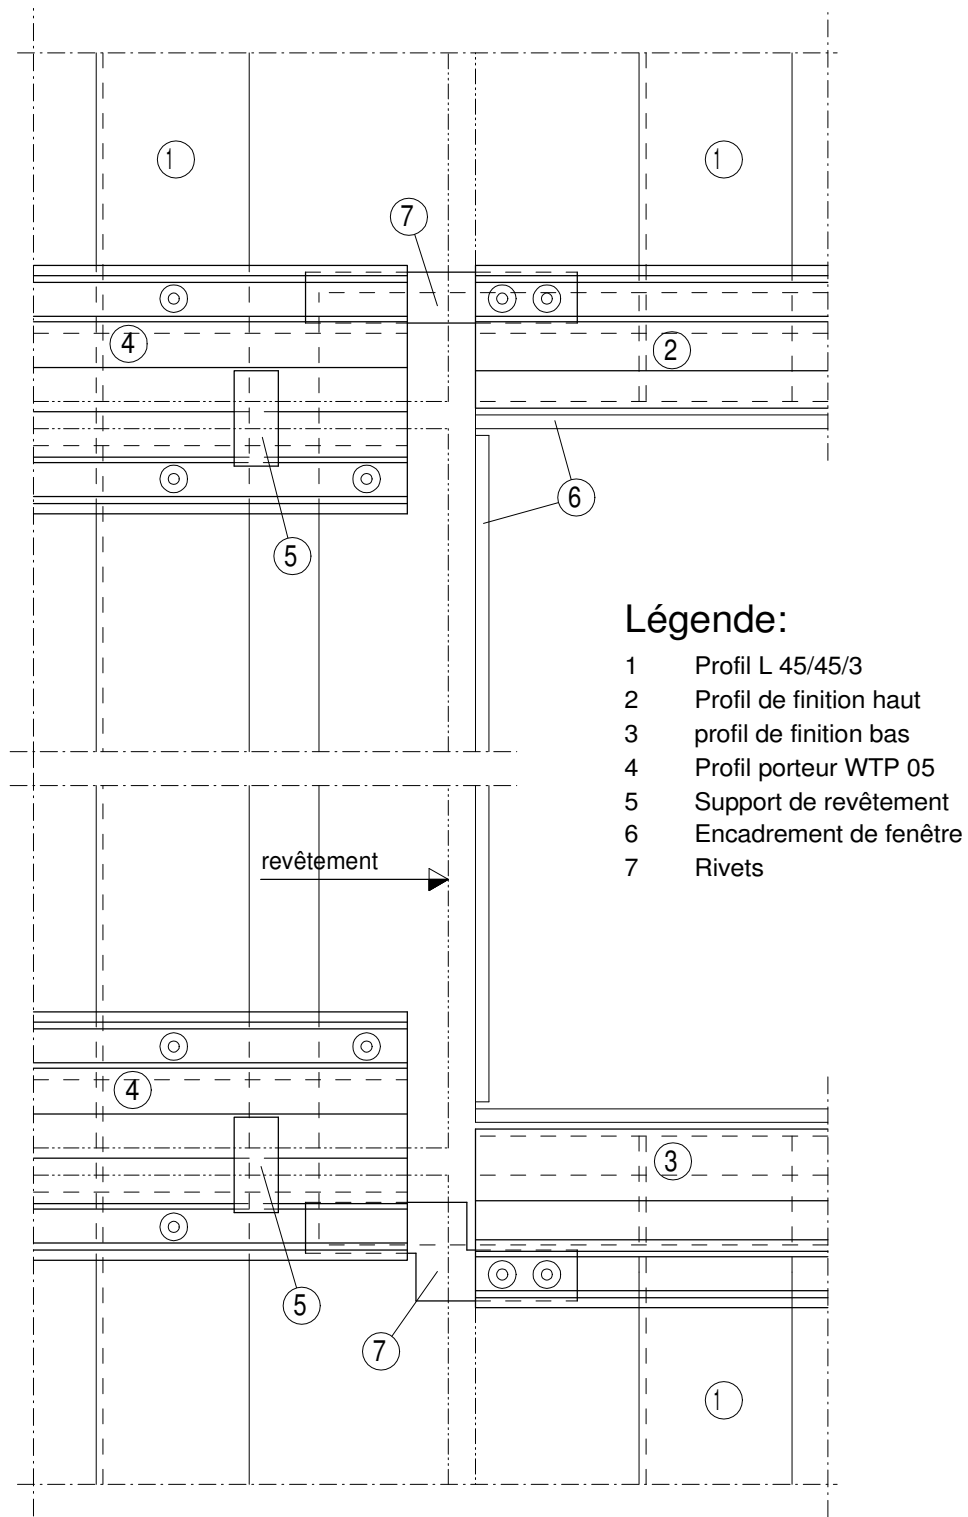 1
1
7
4
2
5
6
Légende:
1 Profil L 45/45/3
2 Profil de finition haut
3 profil de finition bas
4 Profil porteur WTP 05
5 Support de revêtement
6 Encadrement de fenêtre
7 Rivets
revêtement
4
3
5
7
1